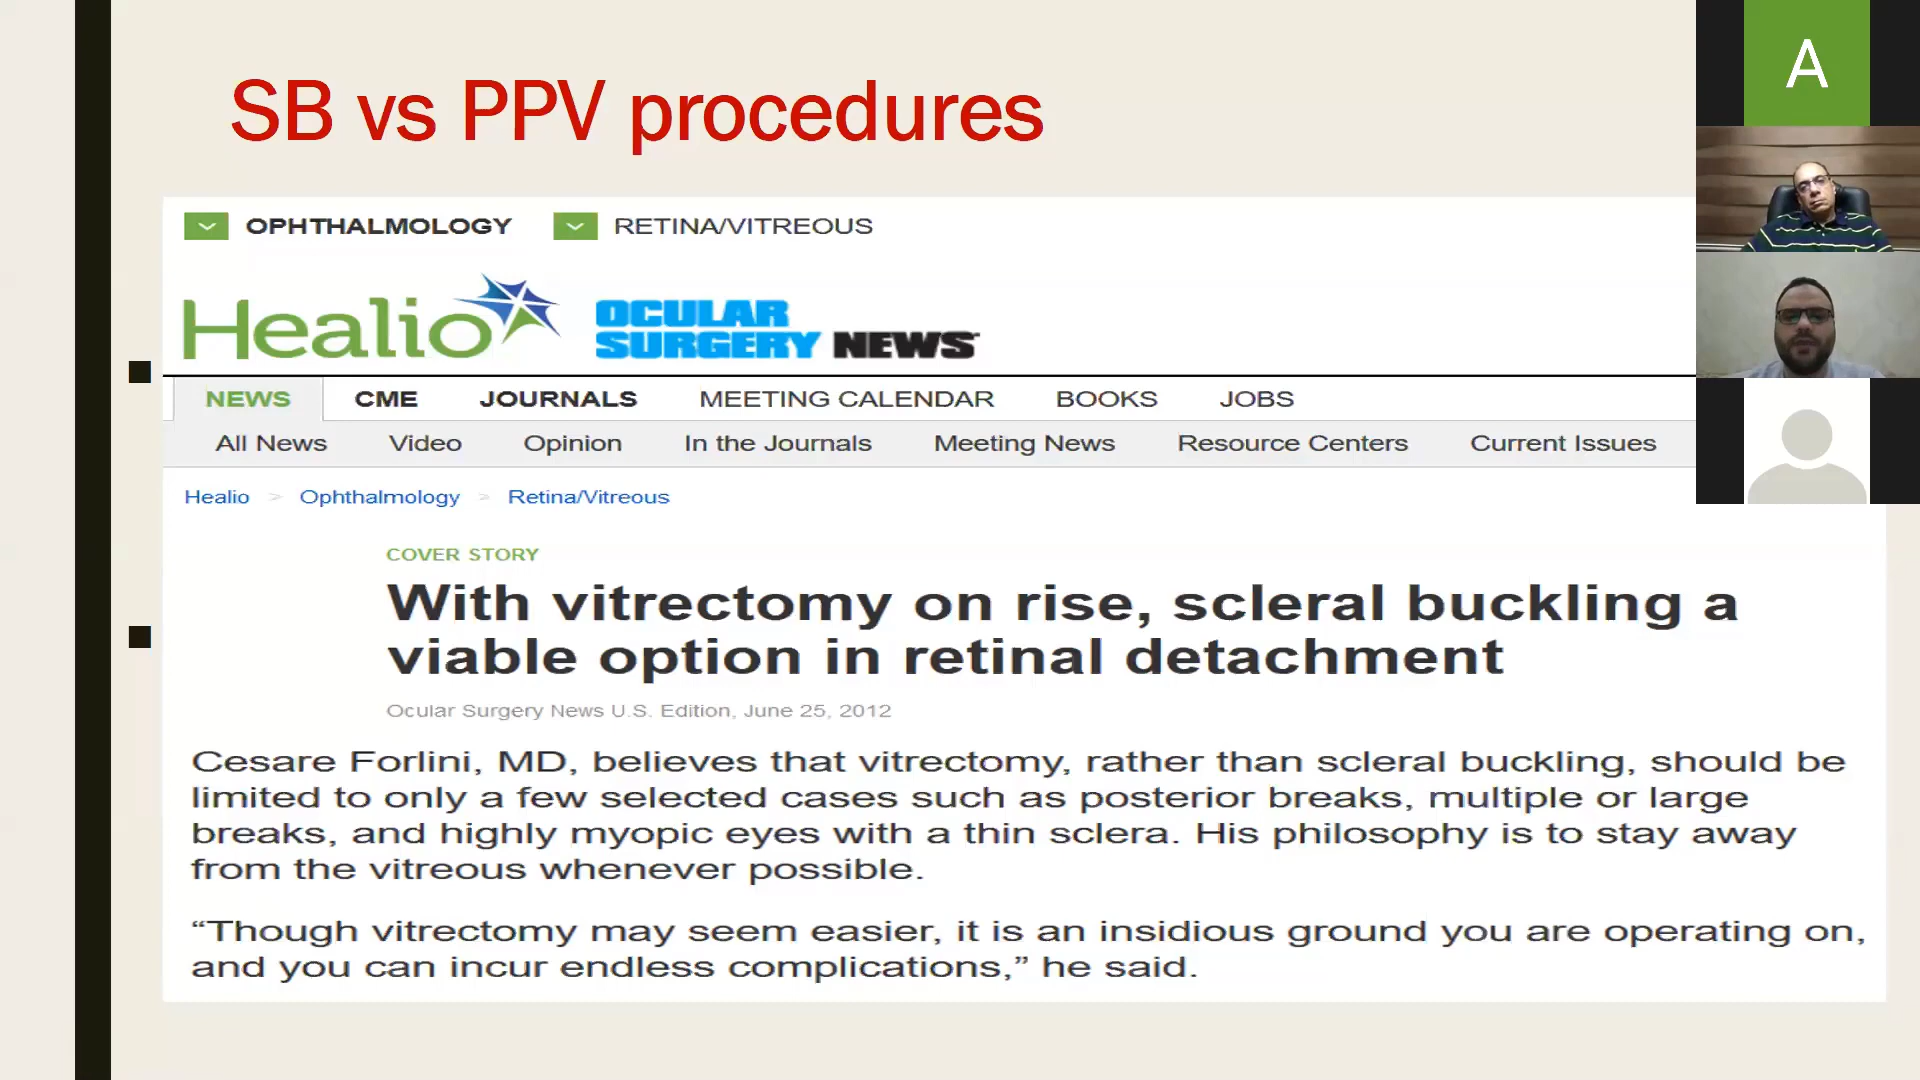 SB vs PPV procedures
A
OPHTHALMOLOGY RETINA/VITREOUS
Healio OCULAR SURGERY NEWS
NEWS CME JOURNALS MEETING CALENDAR BOOKS JOBS
All News Video Opinion In the Journals Meeting News Resource Centers Current Issues
Healio > Ophthalmology > Retina/Vitreous
COVER STORY
With vitrectomy on rise, scleral buckling a
viable option in retinal detachment
Ocular Surgery News U.S. Edition, June 25, 2012
Cesare Forlini, MD, believes that vitrectomy, rather than scleral buckling, should be
limited to only a few selected cases such as posterior breaks, multiple or large
breaks, and highly myopic eyes with a thin sclera. His philosophy is to stay away
from the vitreous whenever possible.
“Though vitrectomy may seem easier, it is an insidious ground you are operating on,
and you can incur endless complications,” he said.